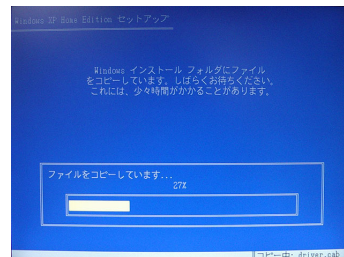 Windows XP Home Edition セットアップ
Windows インストール フォルダにファイル
をコピーしています。しばらくお待ちください。
これには、少々時間がかかることがあります。
ファイルをコピーしています...
27%
コピー中: driver.cab